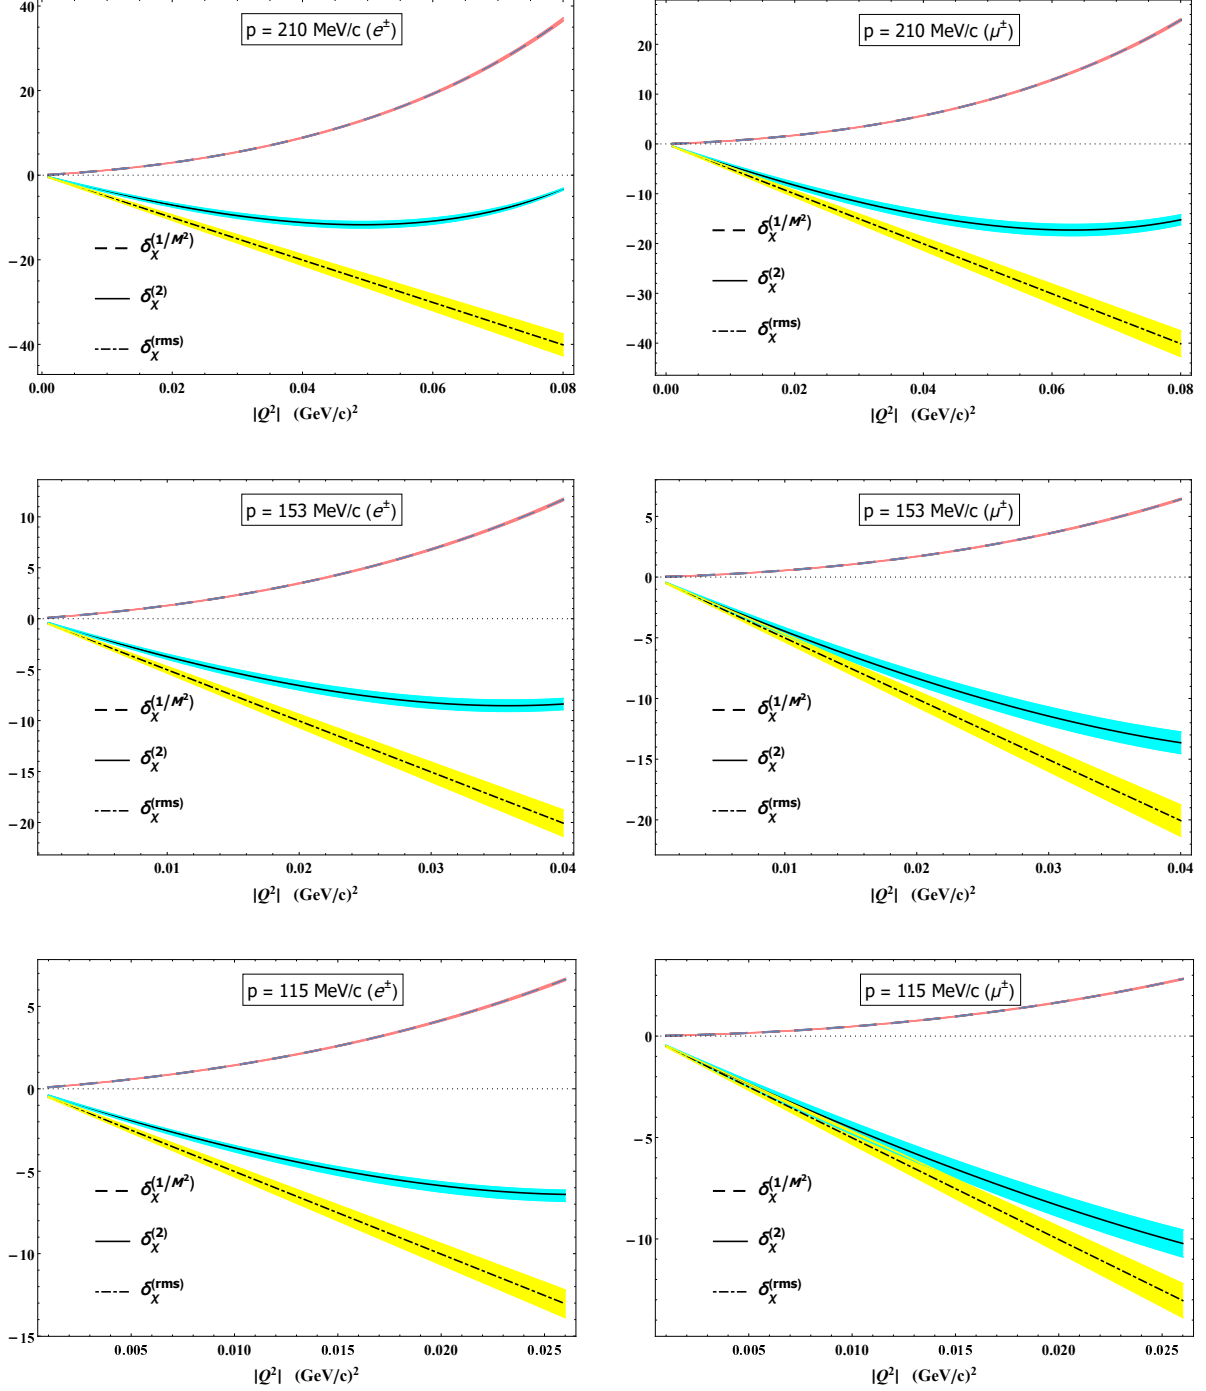 p = 210 MeV/c (e±)
40
20
0
−20
−40
δχ(1/M²)
δχ(2)
δχ(rms)
0.00 0.02 0.04 0.06 0.08
|Q²| (GeV/c)²
p = 210 MeV/c (μ±)
20
10
0
−10
−20
−30
−40
δχ(1/M²)
δχ(2)
δχ(rms)
0.00 0.02 0.04 0.06 0.08
|Q²| (GeV/c)²
p = 153 MeV/c (e±)
10
5
0
−5
−10
−15
−20
δχ(1/M²)
δχ(2)
δχ(rms)
0.01 0.02 0.03 0.04
|Q²| (GeV/c)²
p = 153 MeV/c (μ±)
5
0
−5
−10
−15
−20
δχ(1/M²)
δχ(2)
δχ(rms)
0.01 0.02 0.03 0.04
|Q²| (GeV/c)²
p = 115 MeV/c (e±)
5
0
−5
−10
−15
δχ(1/M²)
δχ(2)
δχ(rms)
0.005 0.010 0.015 0.020 0.025
|Q²| (GeV/c)²
p = 115 MeV/c (μ±)
0
−5
−10
δχ(1/M²)
δχ(2)
δχ(rms)
0.005 0.010 0.015 0.020 0.025
|Q²| (GeV/c)²